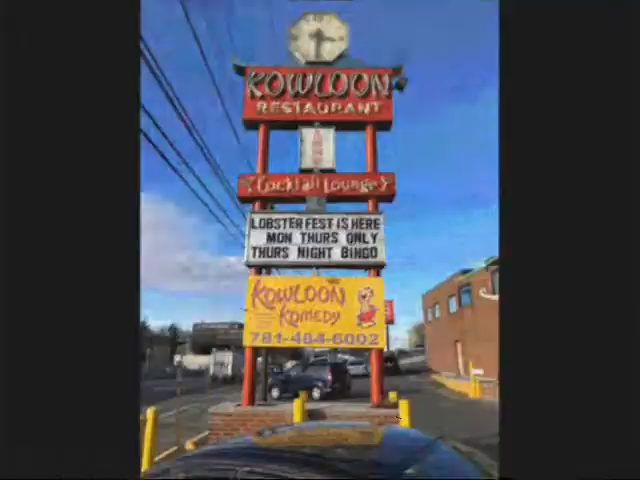 KOWLOON
RESTAURANT
Cocktail Lounge
LOBSTER FEST IS HERE
MON THURS ONLY
THURS NIGHT BINGO
KOWLOON
KOMEDY
781-484-6002